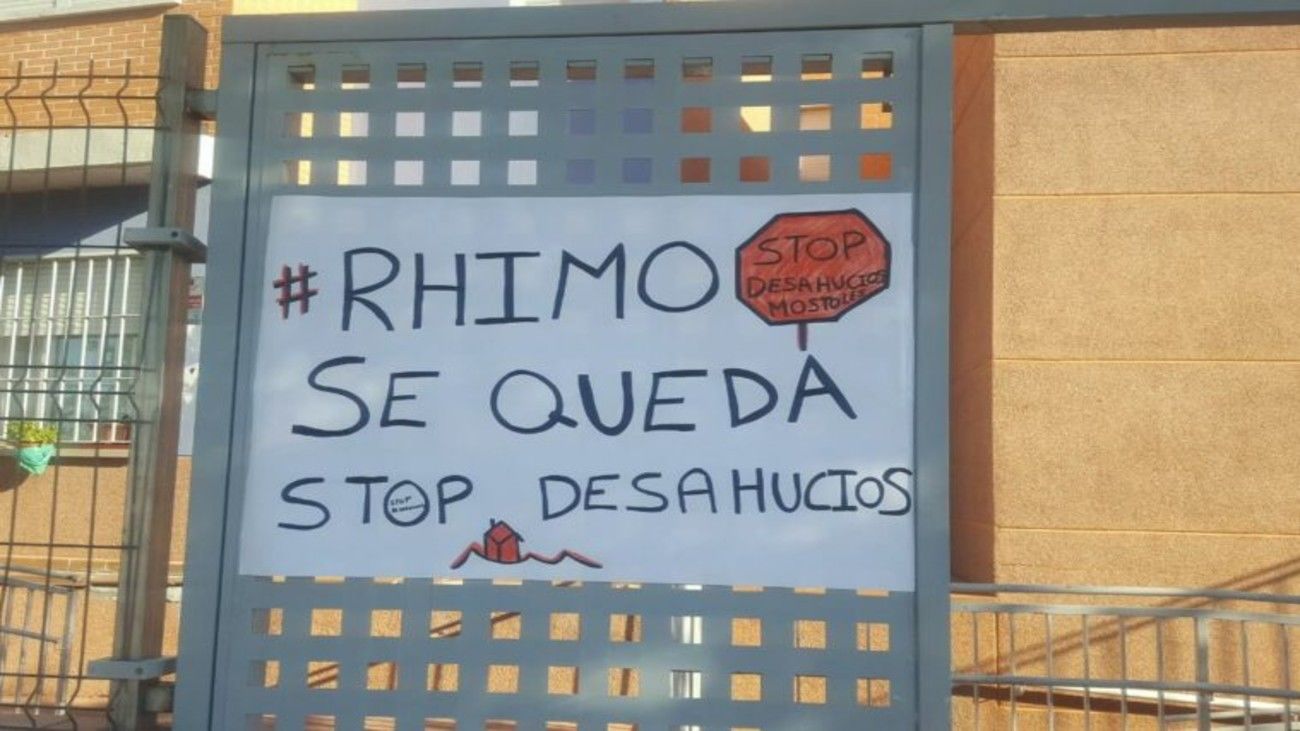 #RHIMO
STOP
DESAHUCIOS
MOSTOLES
SE QUEDA
STOP DESAHUCIOS